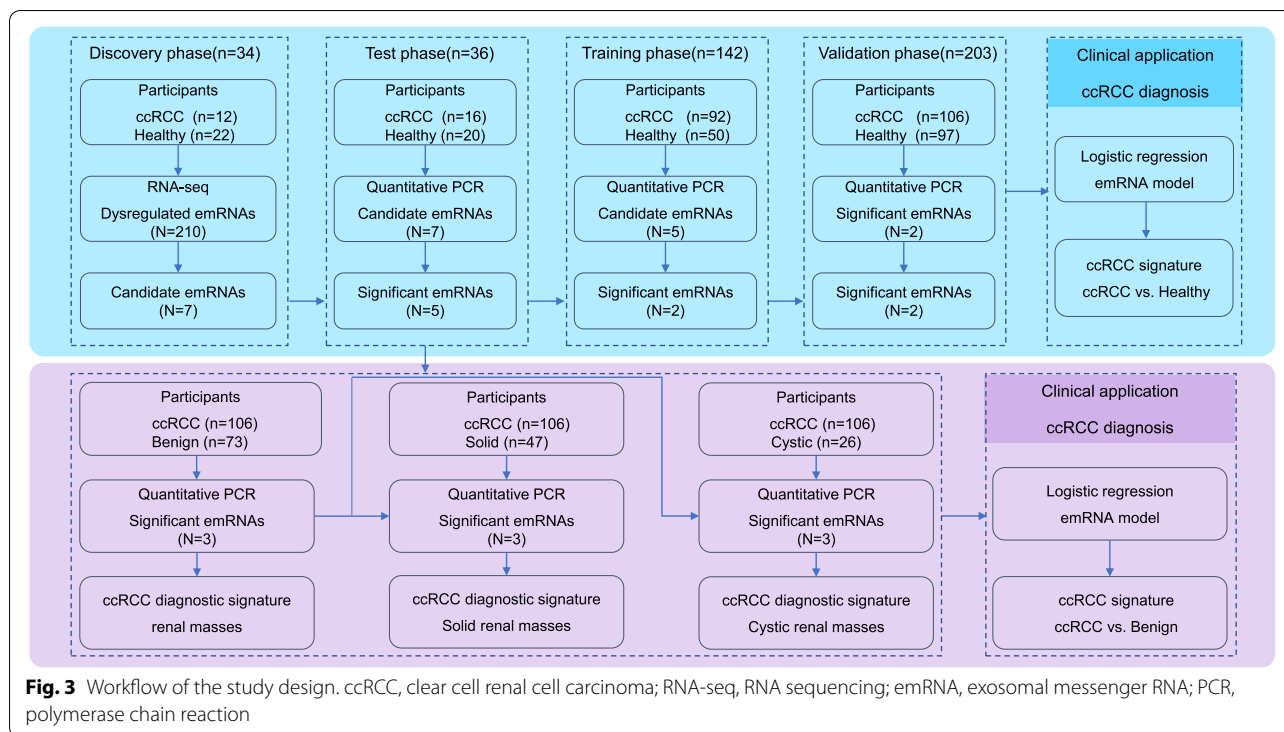 Discovery phase(n=34)
Participants
ccRCC (n=12)
Healthy (n=22)
RNA-seq
Dysregulated emRNAs
(N=210)
Candidate emRNAs
(N=7)
Test phase(n=36)
Participants
ccRCC (n=16)
Healthy (n=20)
Quantitative PCR
Candidate emRNAs
(N=7)
Significant emRNAs
(N=5)
Training phase(n=142)
Participants
ccRCC (n=92)
Healthy (n=50)
Quantitative PCR
Candidate emRNAs
(N=5)
Significant emRNAs
(N=2)
Validation phase(n=203)
Participants
ccRCC (n=106)
Healthy (n=97)
Quantitative PCR
Significant emRNAs
(N=2)
Significant emRNAs
(N=2)
Clinical application
ccRCC diagnosis
Logistic regression
emRNA model
ccRCC signature
ccRCC vs. Healthy
Participants
ccRCC (n=106)
Benign (n=73)
Quantitative PCR
Significant emRNAs
(N=3)
ccRCC diagnostic signature
renal masses
Participants
ccRCC (n=106)
Solid (n=47)
Quantitative PCR
Significant emRNAs
(N=3)
ccRCC diagnostic signature
Solid renal masses
Participants
ccRCC (n=106)
Cystic (n=26)
Quantitative PCR
Significant emRNAs
(N=3)
ccRCC diagnostic signature
Cystic renal masses
Clinical application
ccRCC diagnosis
Logistic regression
emRNA model
ccRCC signature
ccRCC vs. Benign
Fig. 3 Workflow of the study design. ccRCC, clear cell renal cell carcinoma; RNA-seq, RNA sequencing; emRNA, exosomal messenger RNA; PCR,
polymerase chain reaction